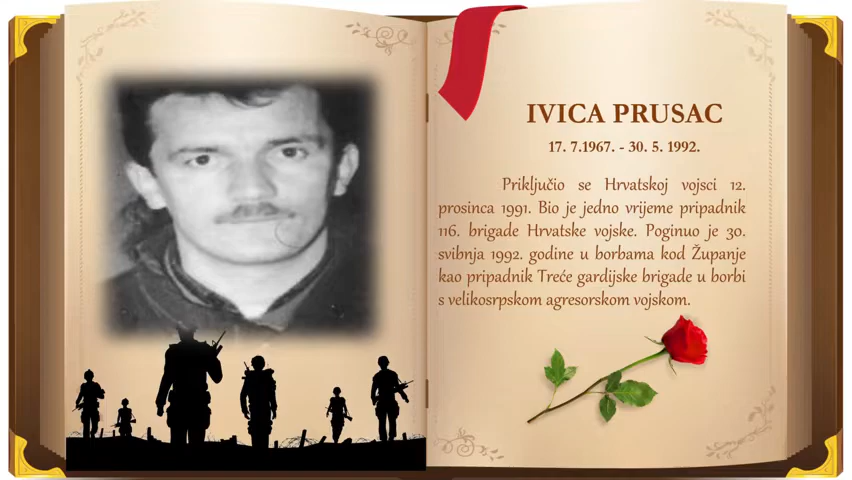 IVICA PRUSAC
17. 7.1967. - 30. 5. 1992.
Priključio se Hrvatskoj vojsci 12.
prosinca 1991. Bio je jedno vrijeme pripadnik
116. brigade Hrvatske vojske. Poginuo je 30.
svibnja 1992. godine u borbama kod Županje
kao pripadnik Treće gardijske brigade u borbi
s velikosrpskom agresorskom vojskom.